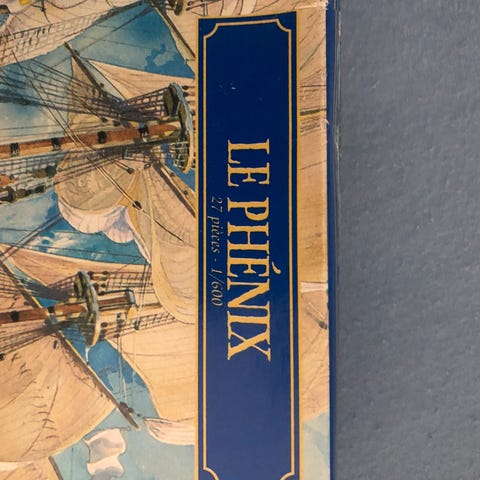 LE PHÉNIX
27 pièces · 1/600